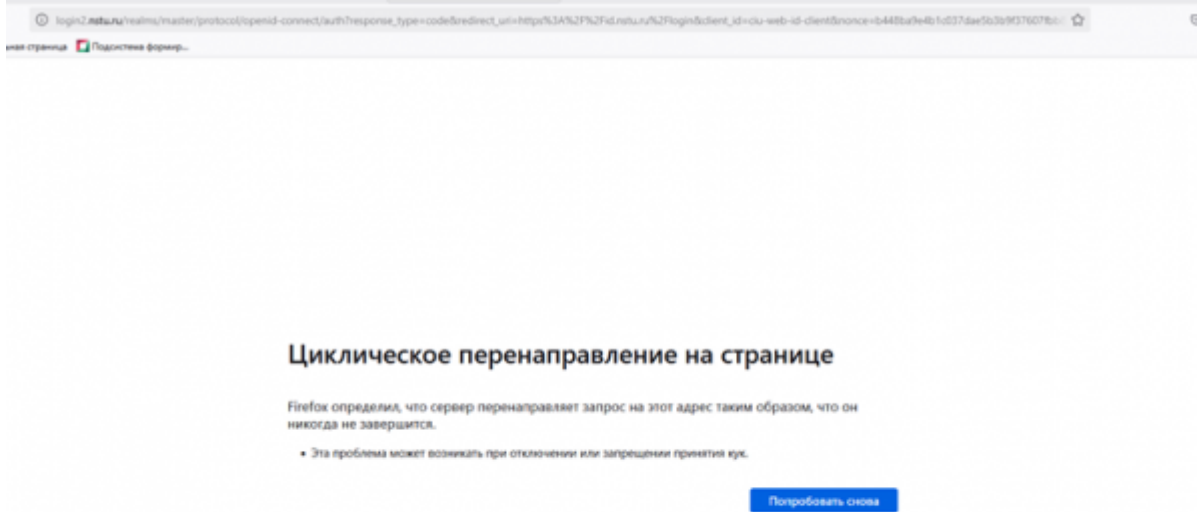 login2.nstu.ru/realms/master/protocol/openid-connect/auth?response_type=code&redirect_uri=https%3A%2F%2Fid.nstu.ru%2Flogin&client_id=ciu-web-id-client&nonce=
ьная страница Подсистема формир...
Циклическое перенаправление на странице
Firefox определил, что сервер перенаправляет запрос на этот адрес таким образом, что он
никогда не завершится.
• Эта проблема может возникать при отключении или запрещении принятия кук.
Попробовать снова